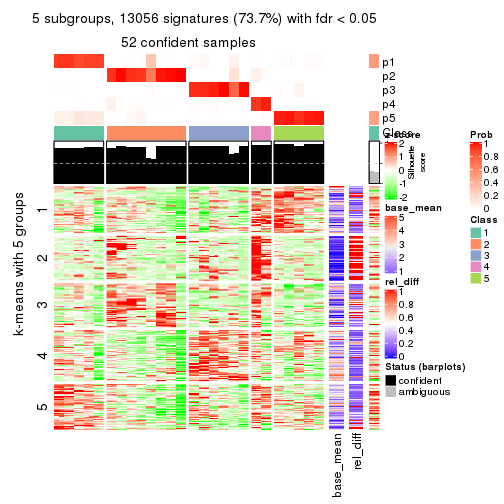 5 subgroups, 13056 signatures (73.7%) with fdr < 0.05
52 confident samples
p1
p2
p3
p4
p5
Class
Silhouette
score
k-means with 5 groups
1
2
3
4
5
base_mean
rel_diff
z-score
2
1
0
-1
-2
base_mean
5
4
3
2
1
rel_diff
1
0.8
0.6
0.4
0.2
0
Status (barplots)
confident
ambiguous
Prob
1
0.8
0.6
0.4
0.2
0
Class
1
2
3
4
5